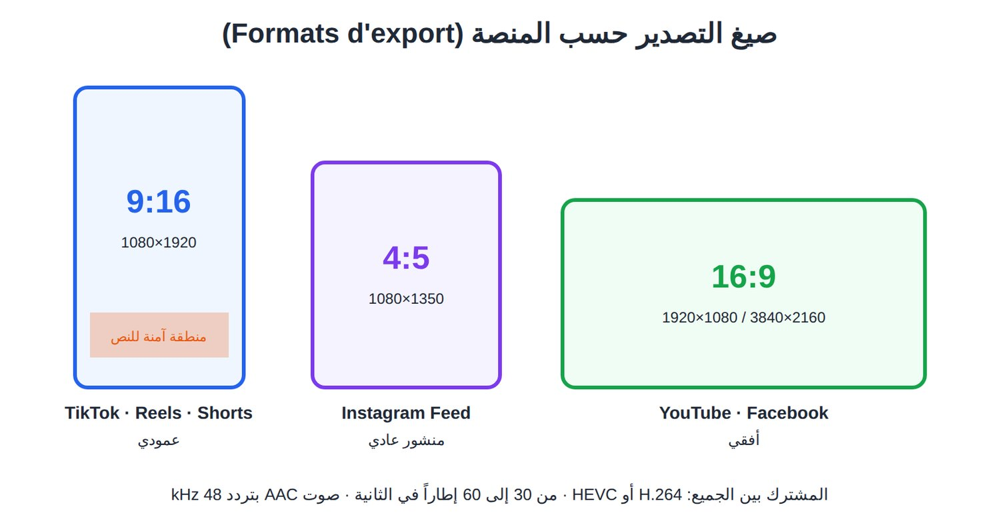 صيغ التصدير حسب المنصة (Formats d'export)
9:16
1080×1920
منطقة آمنة للنص
TikTok · Reels · Shorts
عمودي
4:5
1080×1350
Instagram Feed
منشور عادي
16:9
1920×1080 / 3840×2160
YouTube · Facebook
أفقي
المشترك بين الجميع: H.264 أو HEVC · من 30 إلى 60 إطاراً في الثانية · صوت AAC بتردد 48 kHz